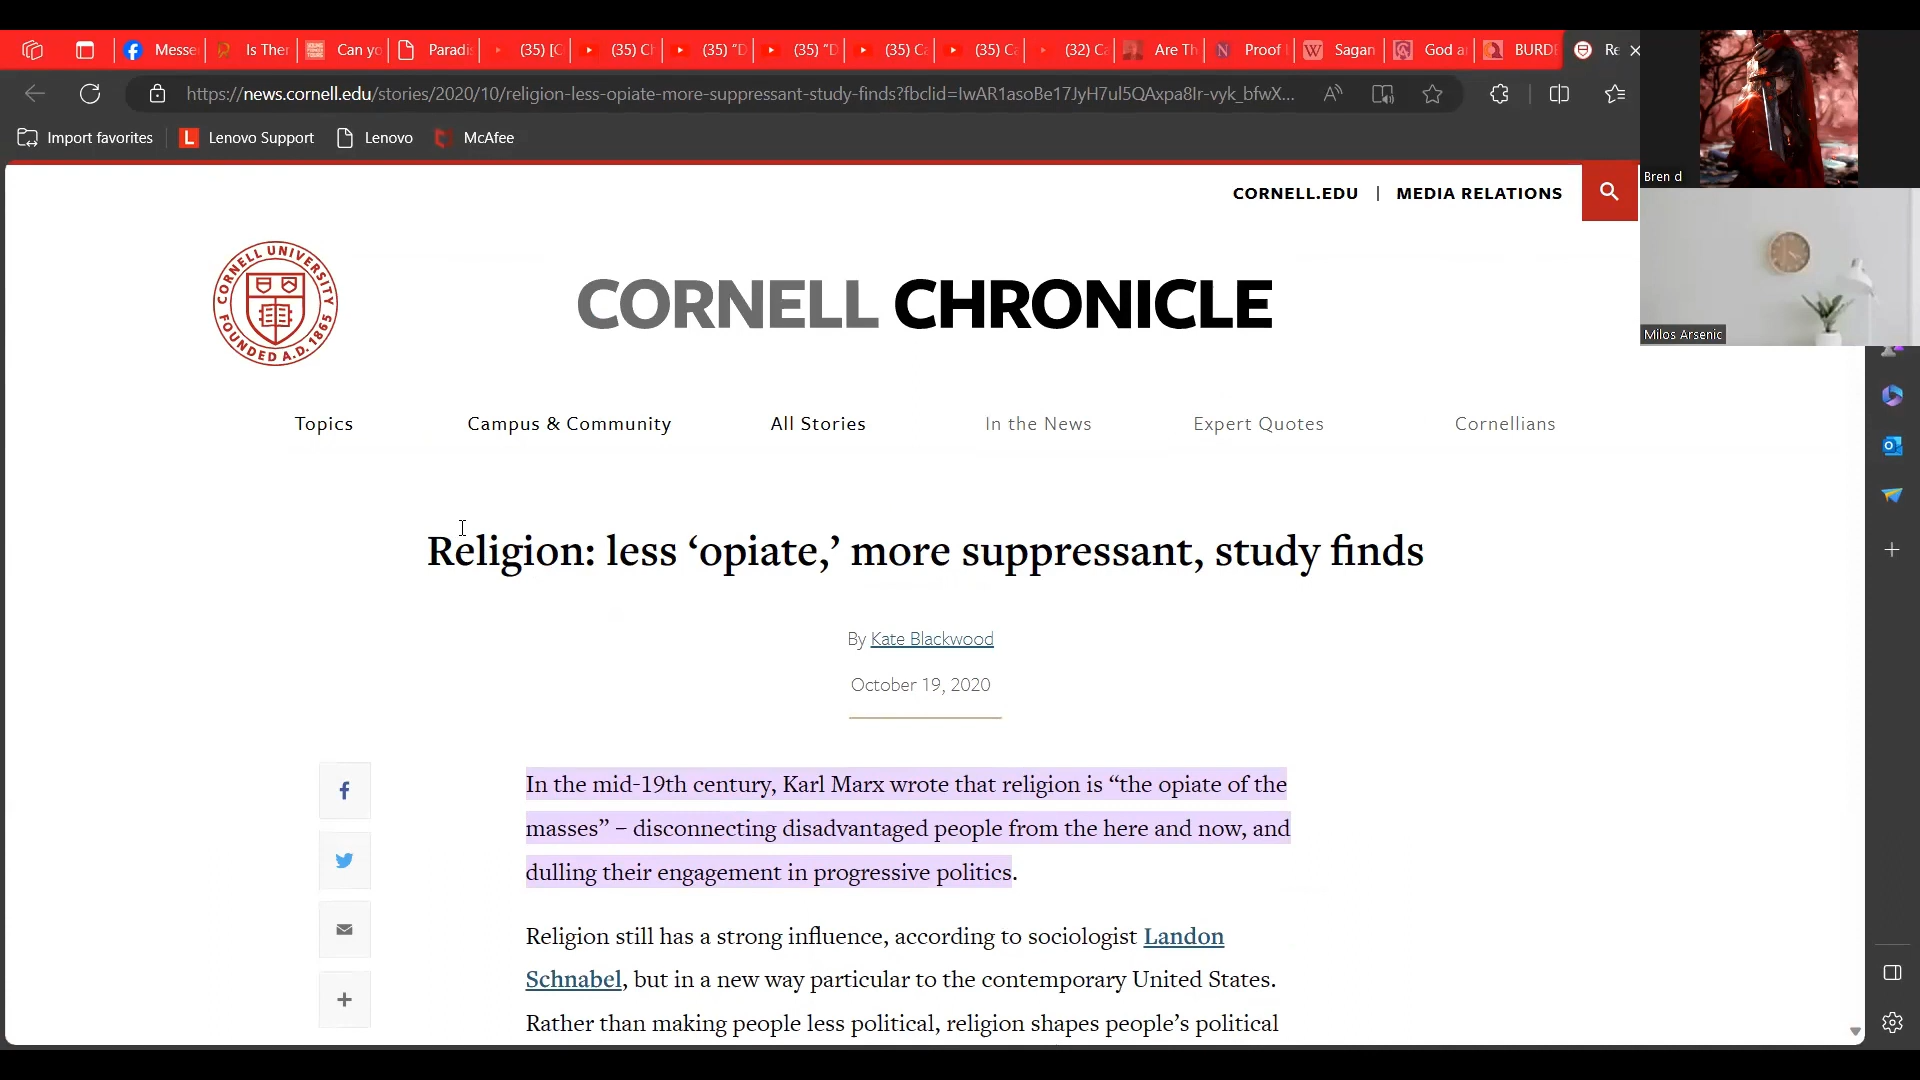 Messe
Is Ther
Can yo
Paradis
(35) [C
(35) Ch
(35) “D
(35) “D
(35) Ca
(35) Ca
(32) Ca
Are Th
Proof
Sagan
God a
BURDE
Re
https://news.cornell.edu/stories/2020/10/religion-less-opiate-more-suppressant-study-finds?fbclid=IwAR1asoBe17JyH7ul5QAxpa8Ir-vyk_bfwX...
Import favorites
Lenovo Support
Lenovo
McAfee
Bren d
CORNELL.EDU | MEDIA RELATIONS
CORNELL UNIVERSITY
FOUNDED A.D. 1865
CORNELL CHRONICLE
Milos Arsenic
Topics Campus & Community All Stories In the News Expert Quotes Cornellians
Religion: less ‘opiate,’ more suppressant, study finds
By Kate Blackwood
October 19, 2020
In the mid-19th century, Karl Marx wrote that religion is “the opiate of the
masses” – disconnecting disadvantaged people from the here and now, and
dulling their engagement in progressive politics.
Religion still has a strong influence, according to sociologist Landon
Schnabel, but in a new way particular to the contemporary United States.
Rather than making people less political, religion shapes people’s political